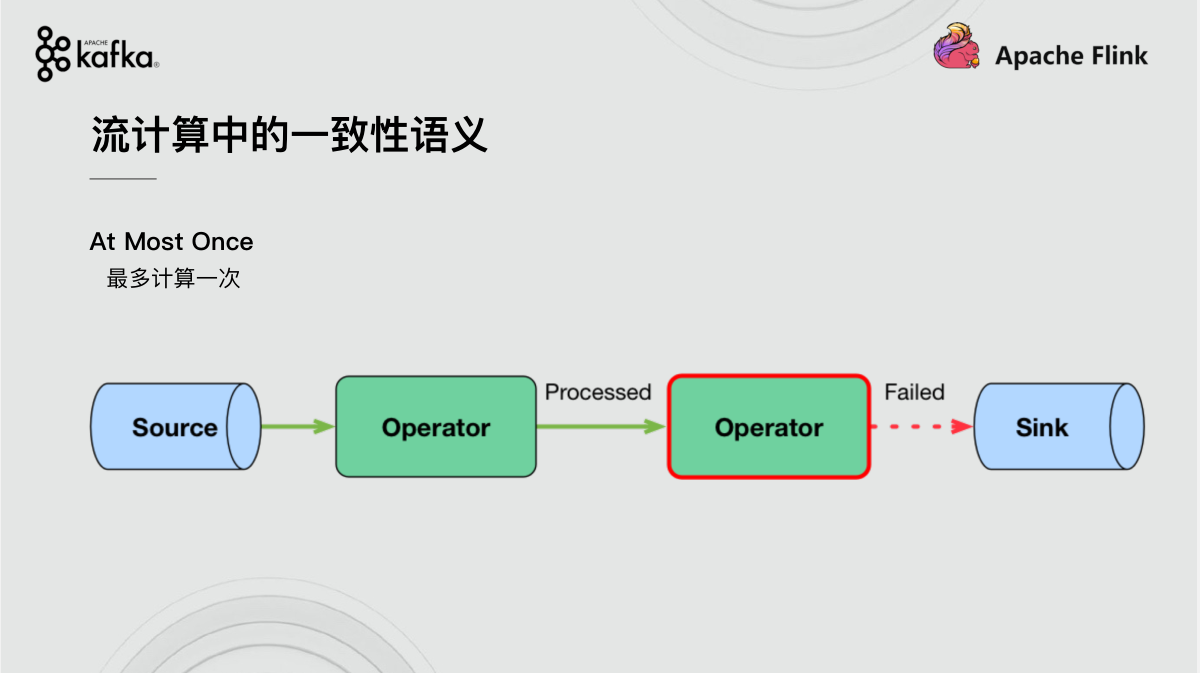 APACHE
kafka®
Apache Flink
流计算中的一致性语义
At Most Once
最多计算一次
Processed
Failed
Source
Operator
Operator
Sink